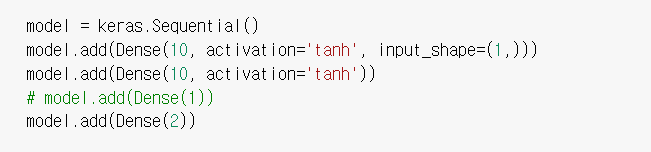 model = keras.Sequential()
model.add(Dense(10, activation='tanh', input_shape=(1,)))
model.add(Dense(10, activation='tanh'))
# model.add(Dense(1))
model.add(Dense(2))